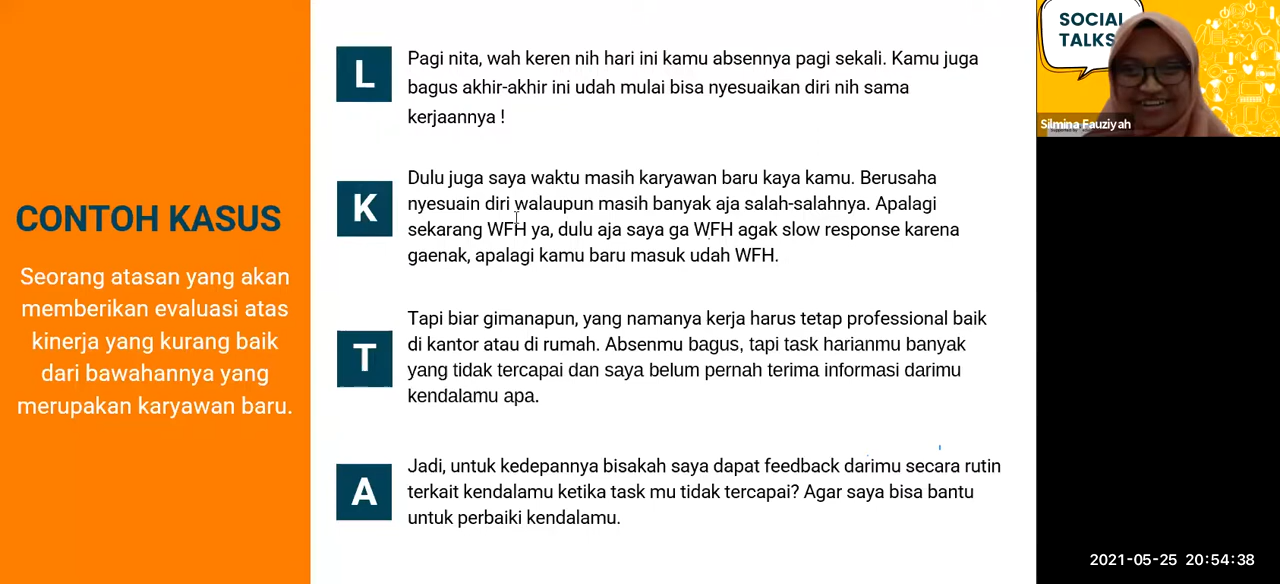 CONTOH KASUS
Seorang atasan yang akan
memberikan evaluasi atas
kinerja yang kurang baik
dari bawahannya yang
merupakan karyawan baru.
L
Pagi nita, wah keren nih hari ini kamu absennya pagi sekali. Kamu juga
bagus akhir-akhir ini udah mulai bisa nyesuaikan diri nih sama
kerjaannya !
K
Dulu juga saya waktu masih karyawan baru kaya kamu. Berusaha
nyesuain diri walaupun masih banyak aja salah-salahnya. Apalagi
sekarang WFH ya, dulu aja saya ga WFH agak slow response karena
gaenak, apalagi kamu baru masuk udah WFH.
T
Tapi biar gimanapun, yang namanya kerja harus tetap professional baik
di kantor atau di rumah. Absenmu bagus, tapi task harianmu banyak
yang tidak tercapai dan saya belum pernah terima informasi darimu
kendalamu apa.
A
Jadi, untuk kedepannya bisakah saya dapat feedback darimu secara rutin
terkait kendalamu ketika task mu tidak tercapai? Agar saya bisa bantu
untuk perbaiki kendalamu.
SOCIAL
TALKS
Silmina Fauziyah
2021-05-25 20:54:38